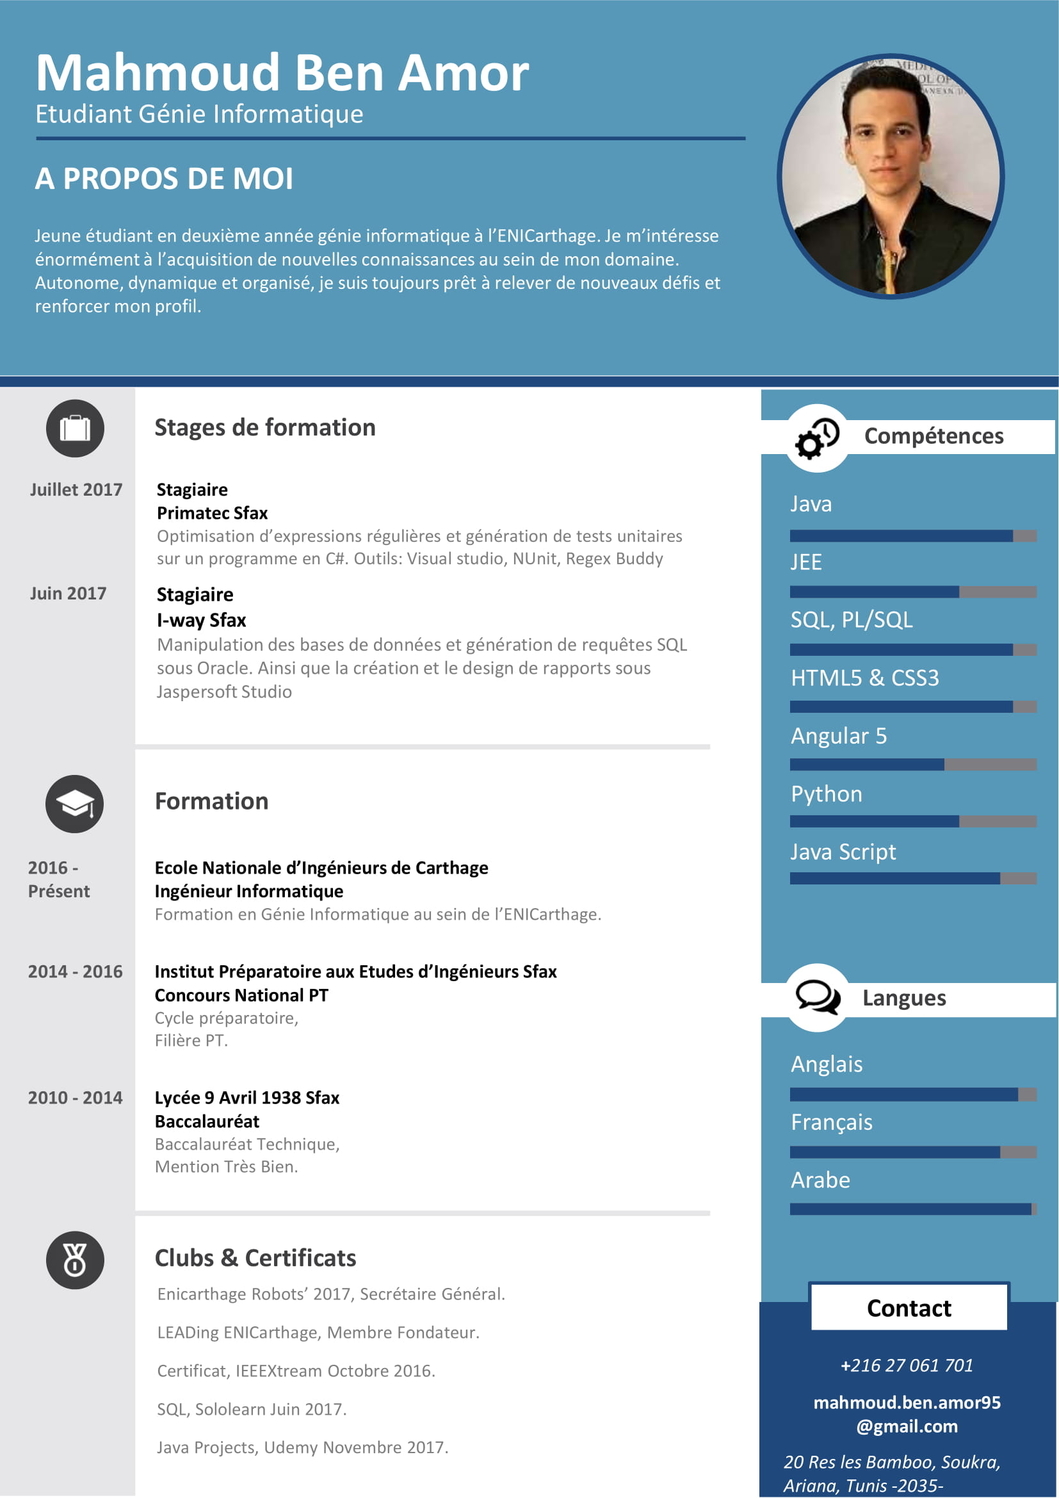 Mahmoud Ben Amor
Etudiant Génie Informatique
A PROPOS DE MOI
Jeune étudiant en deuxième année génie informatique à l’ENICarthage. Je m’intéresse
énormément à l’acquisition de nouvelles connaissances au sein de mon domaine.
Autonome, dynamique et organisé, je suis toujours prêt à relever de nouveaux défis et
renforcer mon profil.
Stages de formation
Juillet 2017
Stagiaire
Primatec Sfax
Optimisation d’expressions régulières et génération de tests unitaires
sur un programme en C#. Outils: Visual studio, NUnit, Regex Buddy
Juin 2017
Stagiaire
I-way Sfax
Manipulation des bases de données et génération de requêtes SQL
sous Oracle. Ainsi que la création et le design de rapports sous
Jaspersoft Studio
Formation
2016 -
Présent
Ecole Nationale d’Ingénieurs de Carthage
Ingénieur Informatique
Formation en Génie Informatique au sein de l’ENICarthage.
2014 - 2016
Institut Préparatoire aux Etudes d’Ingénieurs Sfax
Concours National PT
Cycle préparatoire,
Filière PT.
2010 - 2014
Lycée 9 Avril 1938 Sfax
Baccalauréat
Baccalauréat Technique,
Mention Très Bien.
Clubs & Certificats
Enicarthage Robots’ 2017, Secrétaire Général.
LEADing ENICarthage, Membre Fondateur.
Certificat, IEEEXtream Octobre 2016.
SQL, Sololearn Juin 2017.
Java Projects, Udemy Novembre 2017.
Compétences
Java
JEE
SQL, PL/SQL
HTML5 & CSS3
Angular 5
Python
Java Script
Langues
Anglais
Français
Arabe
Contact
+216 27 061 701
mahmoud.ben.amor95
@gmail.com
20 Res les Bamboo, Soukra,
Ariana, Tunis -2035-